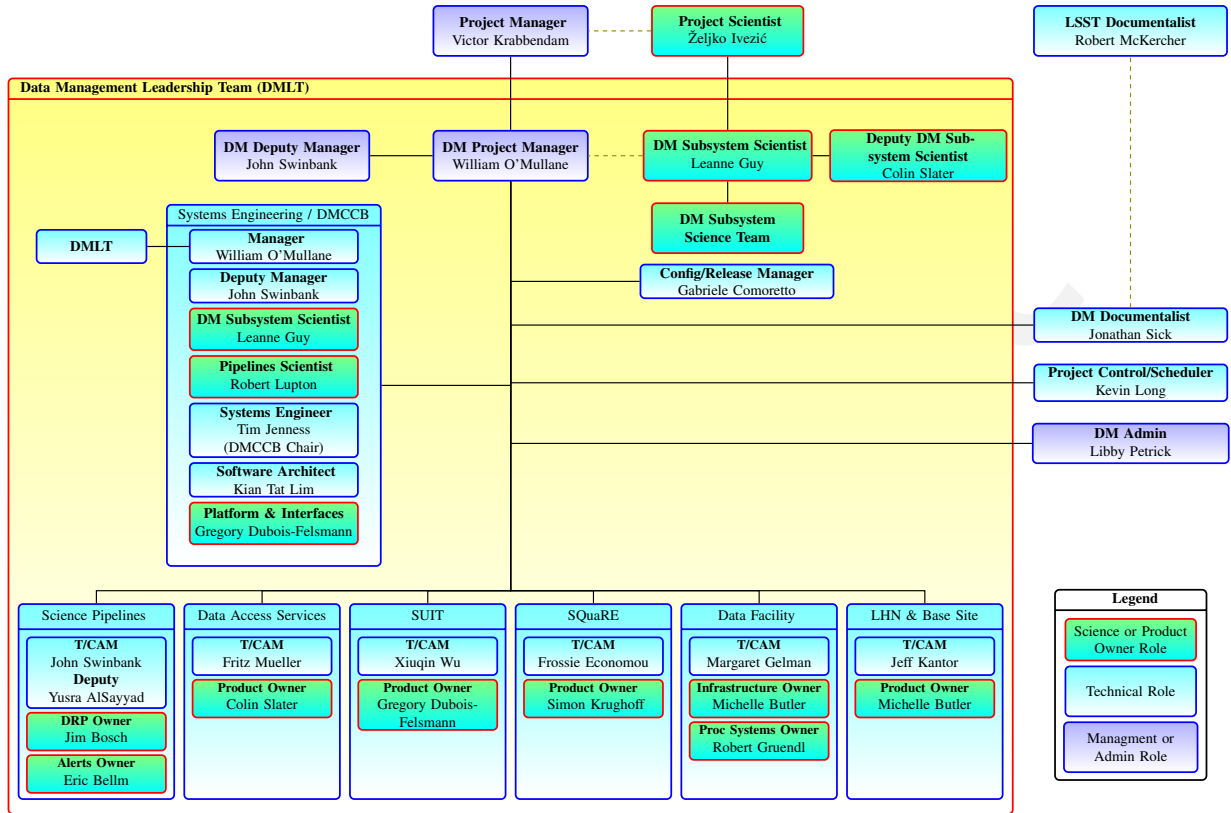 Project Manager
Victor Krabbendam
Project Scientist
Željko Ivezić
LSST Documentalist
Robert McKercher
Data Management Leadership Team (DMLT)
DM Deputy Manager
John Swinbank
DM Project Manager
William O'Mullane
DM Subsystem Scientist
Leanne Guy
Deputy DM Sub-
system Scientist
Colin Slater
DM Subsystem
Science Team
DMLT
Systems Engineering / DMCCB
Manager
William O'Mullane
Deputy Manager
John Swinbank
DM Subsystem Scientist
Leanne Guy
Pipelines Scientist
Robert Lupton
Systems Engineer
Tim Jenness
(DMCCB Chair)
Software Architect
Kian Tat Lim
Platform & Interfaces
Gregory Dubois-Felsmann
Config/Release Manager
Gabriele Comoretto
DM Documentalist
Jonathan Sick
Project Control/Scheduler
Kevin Long
DM Admin
Libby Petrick
Science Pipelines
T/CAM
John Swinbank
Deputy
Yusra AlSayyad
DRP Owner
Jim Bosch
Alerts Owner
Eric Bellm
Data Access Services
T/CAM
Fritz Mueller
Product Owner
Colin Slater
SUIT
T/CAM
Xiuqin Wu
Product Owner
Gregory Dubois-
Felsmann
SQuaRE
T/CAM
Frossie Economou
Product Owner
Simon Krughoff
Data Facility
T/CAM
Margaret Gelman
Infrastructure Owner
Michelle Butler
Proc Systems Owner
Robert Gruendl
LHN & Base Site
T/CAM
Jeff Kantor
Product Owner
Michelle Butler
Legend
Science or Product
Owner Role
Technical Role
Managment or
Admin Role